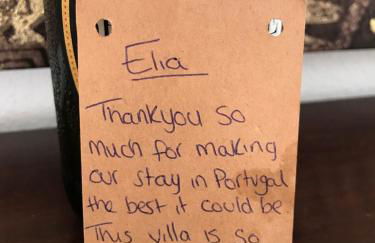 Elia
Thankyou so
much for making
our stay in Portugal
the best it could be
This villa is so